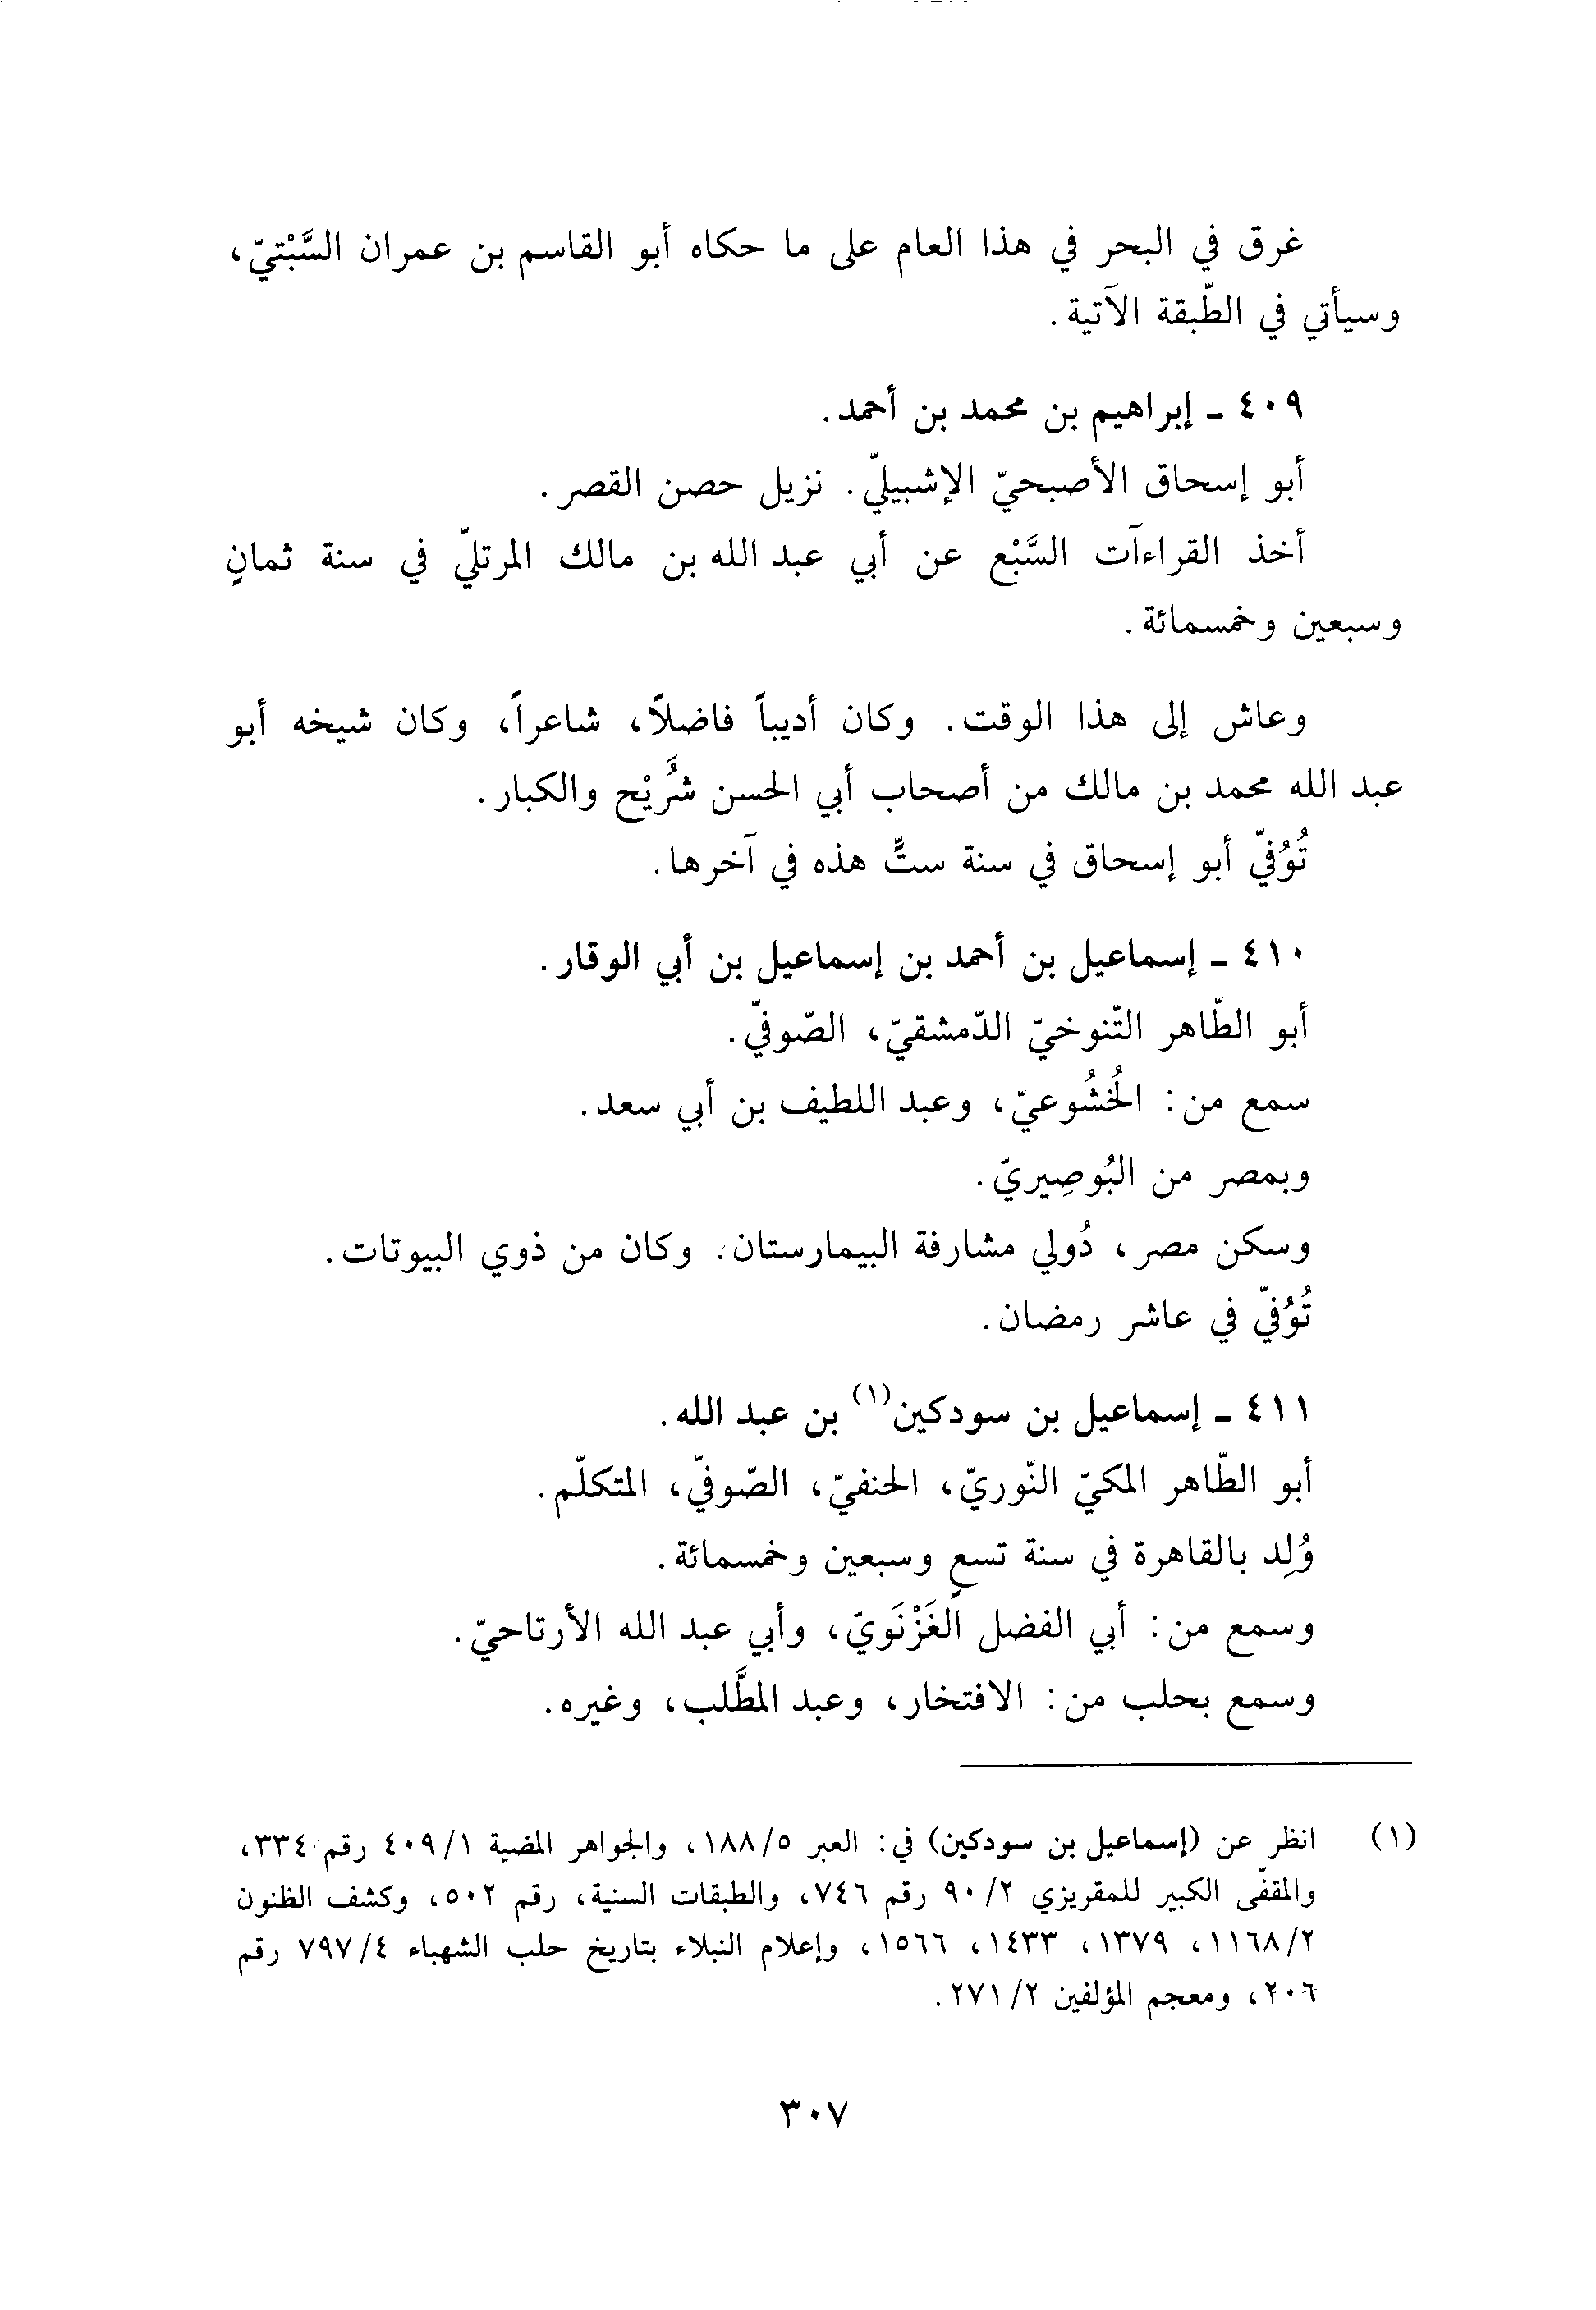 غرق في البحر في هذا العام على ما حكاه أبو القاسم بن عمران السَّبْتيّ،
وسيأتي في الطّبقة الآتية.
٤٠٩ ـ إبراهيم بن محمد بن أحمد.
أبو إسحاق الأصبحيّ الإشبيليّ. نزيل حصن القصر.
أخذ القراءآت السَّبْع عن أبي عبد الله بن مالك المرتليّ في سنة ثمانٍ
وسبعين وخمسمائة.
وعاش إلى هذا الوقت. وكان أديباً فاضلاً، شاعراً، وكان شيخه أبو
عبد الله محمد بن مالك من أصحاب أبي الحسن شُرَيْح والكبار.
تُوُفيّ أبو إسحاق في سنة ستٍّ هذه في آخرها.
٤١٠ ـ إسماعيل بن أحمد بن إسماعيل بن أبي الوقار.
أبو الطّاهر التّنوخيّ الدّمشقيّ، الصّوفيّ.
سمع من: الخُشُوعيّ، وعبد اللطيف بن أبي سعد.
وبمصر من البُوصِيريّ.
وسكن مصر، دُولي مشارفة البيمارستان. وكان من ذوي البيوتات.
تُوُفيّ في عاشر رمضان.
٤١١ ـ إسماعيل بن سودكين(١) بن عبد الله.
أبو الطّاهر المكيّ النّوريّ، الحنفيّ، الصّوفيّ، المتكلّم.
وُلِد بالقاهرة في سنة تسعٍ وسبعين وخمسمائة.
وسمع من: أبي الفضل الغَزْنَويّ، وأبي عبد الله الأرتاحيّ.
وسمع بحلب من: الافتخار، وعبد المطَّلب، وغيره.
(١) انظر عن (إسماعيل بن سودكين) في: العبر ١٨٨/٥، والجواهر المضية ٤٠٩/١ رقم ٣٣٤،
والمقفّى الكبير للمقريزي ٩٠/٢ رقم ٧٤٦، والطبقات السنية، رقم ٥٠٢، وكشف الظنون
١١٦٨/٢، ١٣٧٩، ١٤٣٣، ١٥٦٦، وإعلام النبلاء بتاريخ حلب الشهباء ٧٩٧/٤ رقم
٢٠٦، ومعجم المؤلفين ٢٧١/٢.
٣٠٧